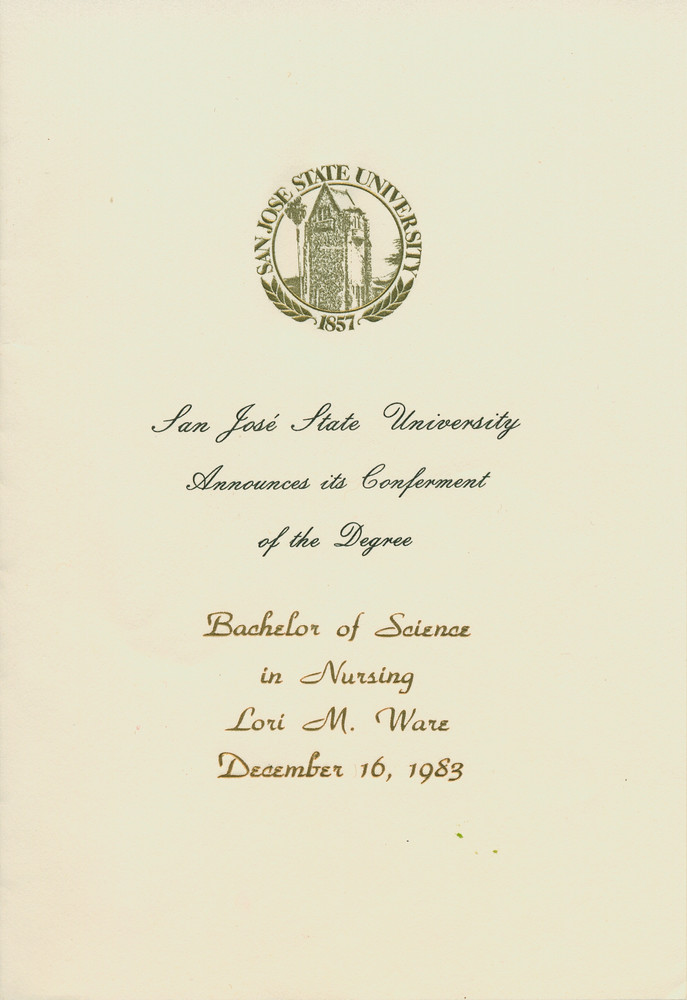 SAN JOSE STATE UNIVERSITY
1857
San José State University
Announces its Conferment
of the Degree
Bachelor of Science
in Nursing
Lori M. Ware
December 16, 1983